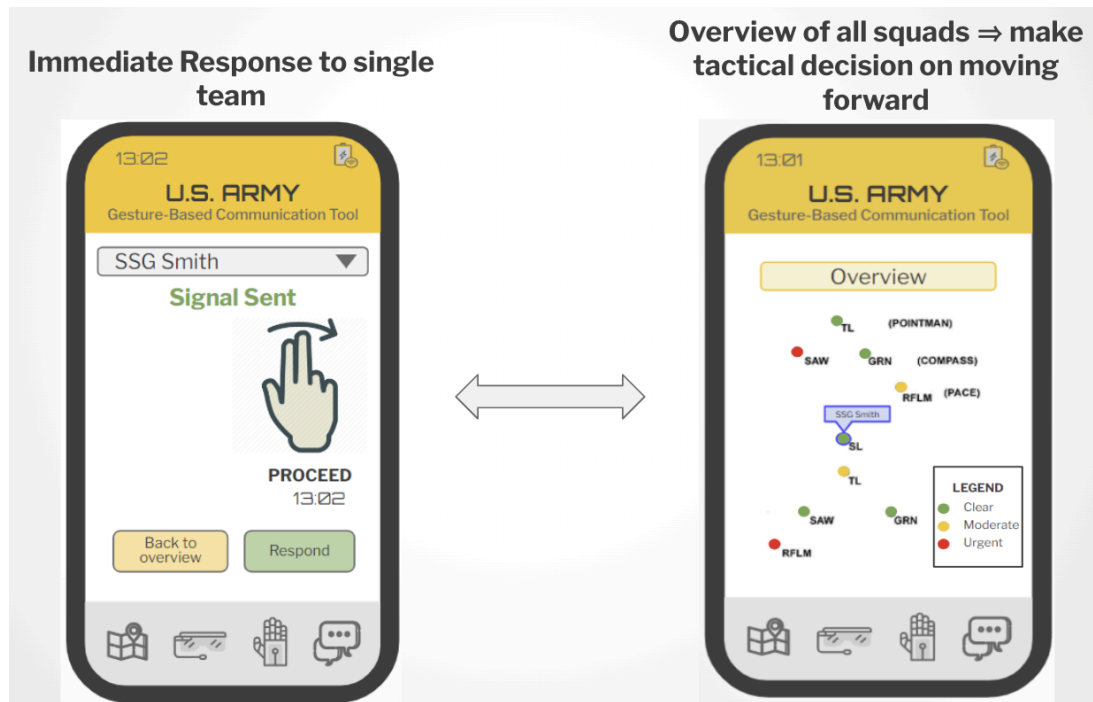 Immediate Response to single
team
13:02
U.S. ARMY
Gesture-Based Communication Tool
SSG Smith
Signal Sent
PROCEED
13:02
Back to
overview
Respond
Overview of all squads ⇒ make
tactical decision on moving
forward
13:01
U.S. ARMY
Gesture-Based Communication Tool
Overview
TL (POINTMAN)
SAW GRN (COMPASS)
RFLM (PACE)
SSG Smith
SL
TL
SAW GRN
RFLM
LEGEND
Clear
Moderate
Urgent